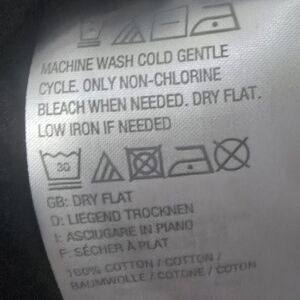 MACHINE WASH COLD GENTLE
CYCLE. ONLY NON-CHLORINE
BLEACH WHEN NEEDED. DRY FLAT.
LOW IRON IF NEEDED
30
GB: DRY FLAT
D: LIEGEND TROCKNEN
I: ASCIUGARE IN PIANO
F: SÉCHER À PLAT
100% COTTON / COTTON /
BAUMWOLLE / COTONE / COTON